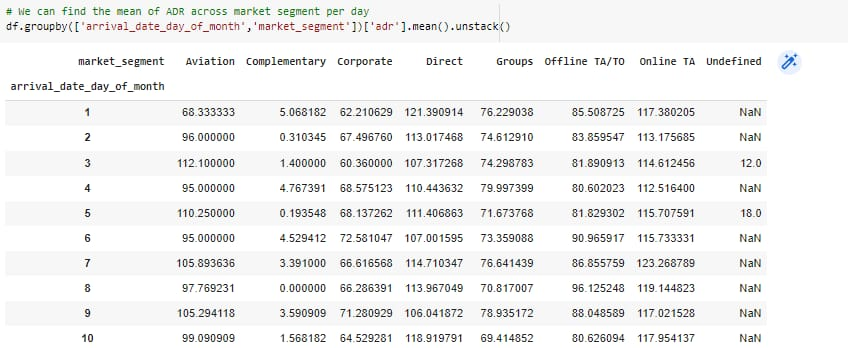 # We can find the mean of ADR across market segment per day
df.groupby(['arrival_date_day_of_month','market_segment'])['adr'].mean().unstack()
market_segment Aviation Complementary Corporate Direct Groups Offline TA/TO Online TA Undefined
arrival_date_day_of_month
1 68.333333 5.068182 62.210629 121.390914 76.229038 85.508725 117.380205 NaN
2 96.000000 0.310345 67.496760 113.017468 74.612910 83.859547 113.175685 NaN
3 112.100000 1.400000 60.360000 107.317268 74.298783 81.890913 114.612456 12.0
4 95.000000 4.767391 68.575123 110.443632 79.997399 80.602023 112.516400 NaN
5 110.250000 0.193548 68.137262 111.406863 71.673768 81.829302 115.707591 18.0
6 95.000000 4.529412 72.581047 107.001595 73.359088 90.965917 115.733331 NaN
7 105.893636 3.391000 66.616568 114.710347 76.641439 86.855759 123.268789 NaN
8 97.769231 0.000000 66.286391 113.967049 70.817007 96.125248 119.144823 NaN
9 105.294118 3.590909 71.280929 106.041872 78.935172 88.048589 117.021528 NaN
10 99.090909 1.568182 64.529281 118.919791 69.414852 80.626094 117.954137 NaN